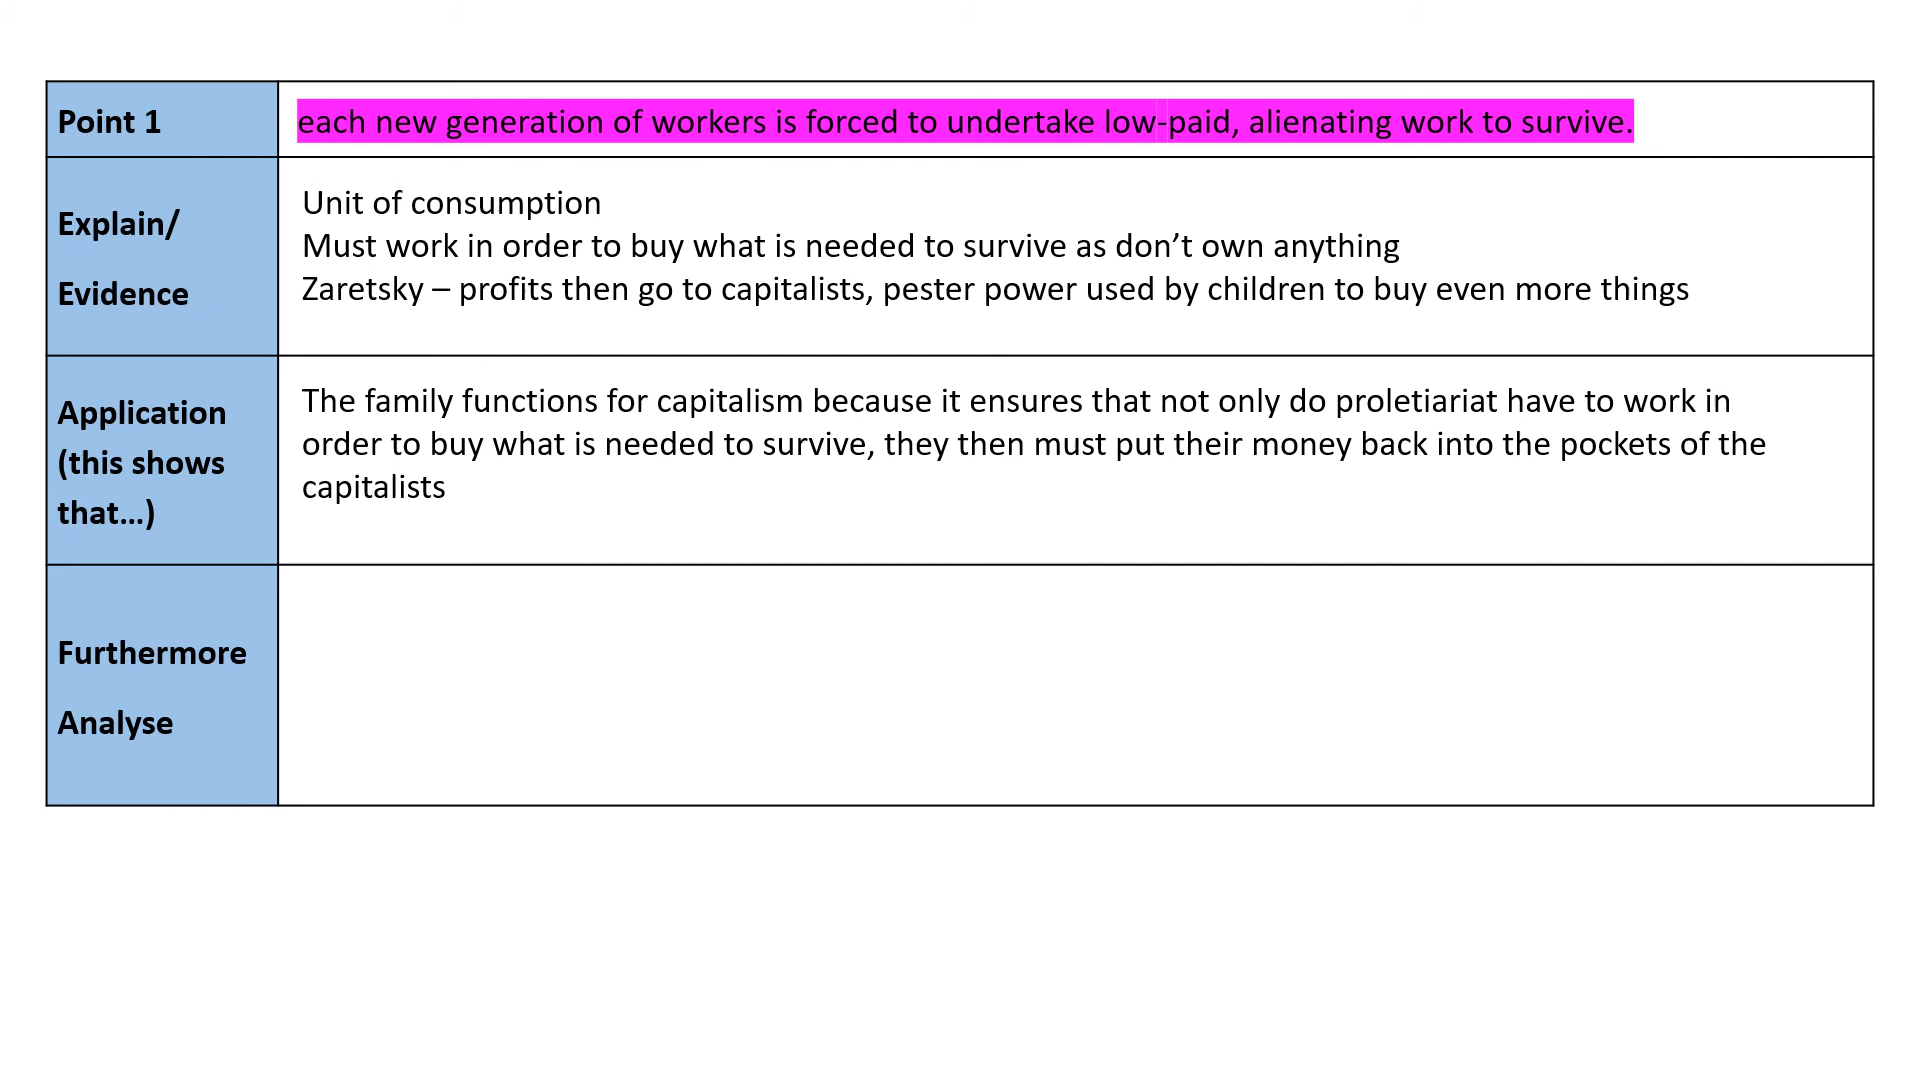 Point 1
each new generation of workers is forced to undertake low-paid, alienating work to survive.
Explain/
Evidence
Unit of consumption
Must work in order to buy what is needed to survive as don’t own anything
Zaretsky – profits then go to capitalists, pester power used by children to buy even more things
Application
(this shows
that…)
The family functions for capitalism because it ensures that not only do proletiariat have to work in
order to buy what is needed to survive, they then must put their money back into the pockets of the
capitalists
Furthermore
Analyse